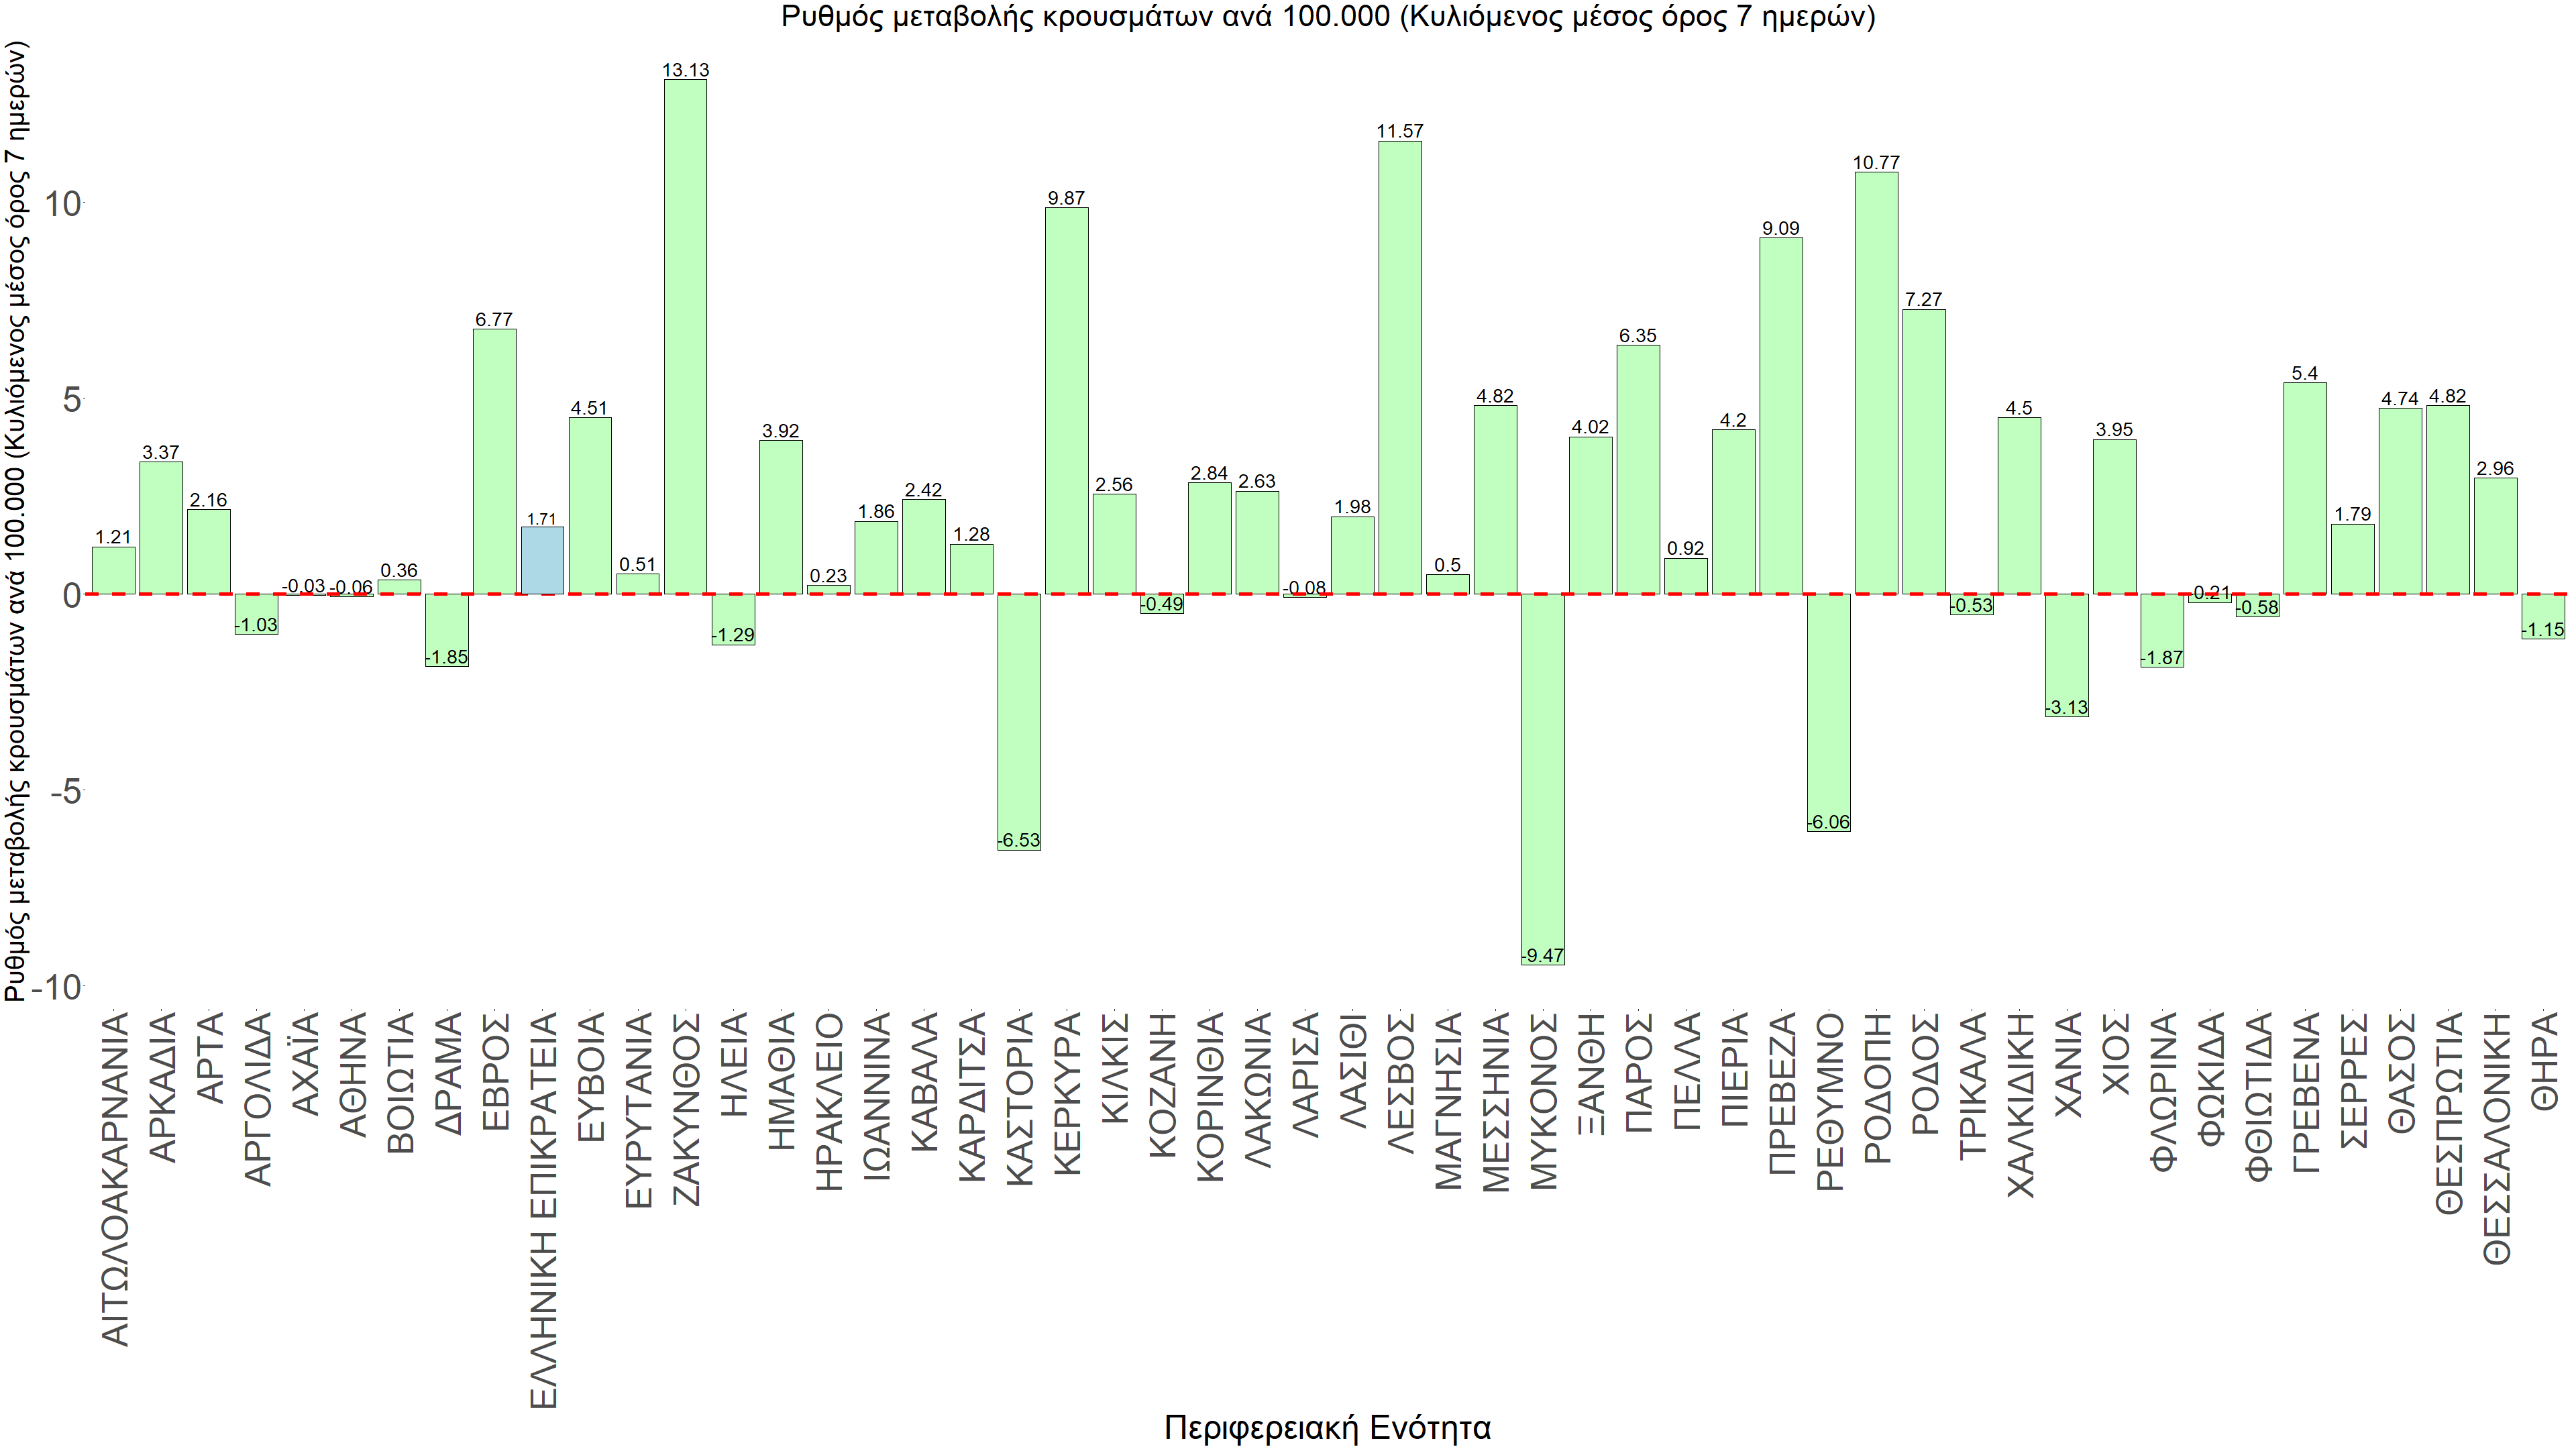 Ρυθμός μεταβολής κρουσμάτων ανά 100.000 (Κυλιόμενος μέσος όρος 7 ημερών)
Ρυθμός μεταβολής κρουσμάτων ανά 100.000 (Κυλιόμενος μέσος όρος 7 ημερών)
10
5
0
-5
-10
1.21
3.37
2.16
-1.03
-0.03
-0.06
0.36
-1.85
6.77
1.71
4.51
0.51
13.13
-1.29
3.92
0.23
1.86
2.42
1.28
-6.53
9.87
2.56
-0.49
2.84
2.63
-0.08
1.98
11.57
0.5
4.82
-9.47
4.02
6.35
0.92
4.2
9.09
-6.06
10.77
7.27
-0.53
4.5
-3.13
3.95
-1.87
-0.21
-0.58
5.4
1.79
4.74
4.82
2.96
-1.15
ΑΙΤΩΛΟΑΚΑΡΝΑΝΙΑ
ΑΡΚΑΔΙΑ
ΑΡΤΑ
ΑΡΓΟΛΙΔΑ
ΑΧΑΪΑ
ΑΘΗΝΑ
ΒΟΙΩΤΙΑ
ΔΡΑΜΑ
ΕΒΡΟΣ
ΕΛΛΗΝΙΚΗ ΕΠΙΚΡΑΤΕΙΑ
ΕΥΒΟΙΑ
ΕΥΡΥΤΑΝΙΑ
ΖΑΚΥΝΘΟΣ
ΗΛΕΙΑ
ΗΜΑΘΙΑ
ΗΡΑΚΛΕΙΟ
ΙΩΑΝΝΙΝΑ
ΚΑΒΑΛΑ
ΚΑΡΔΙΤΣΑ
ΚΑΣΤΟΡΙΑ
ΚΕΡΚΥΡΑ
ΚΙΛΚΙΣ
ΚΟΖΑΝΗ
ΚΟΡΙΝΘΙΑ
ΛΑΚΩΝΙΑ
ΛΑΡΙΣΑ
ΛΑΣΙΘΙ
ΛΕΣΒΟΣ
ΜΑΓΝΗΣΙΑ
ΜΕΣΣΗΝΙΑ
ΜΥΚΟΝΟΣ
ΞΑΝΘΗ
ΠΑΡΟΣ
ΠΕΛΛΑ
ΠΙΕΡΙΑ
ΠΡΕΒΕΖΑ
ΡΕΘΥΜΝΟ
ΡΟΔΟΠΗ
ΡΟΔΟΣ
ΤΡΙΚΑΛΑ
ΧΑΛΚΙΔΙΚΗ
ΧΑΝΙΑ
ΧΙΟΣ
ΦΛΩΡΙΝΑ
ΦΩΚΙΔΑ
ΦΘΙΩΤΙΔΑ
ΓΡΕΒΕΝΑ
ΣΕΡΡΕΣ
ΘΑΣΟΣ
ΘΕΣΠΡΩΤΙΑ
ΘΕΣΣΑΛΟΝΙΚΗ
ΘΗΡΑ
Περιφερειακή Ενότητα